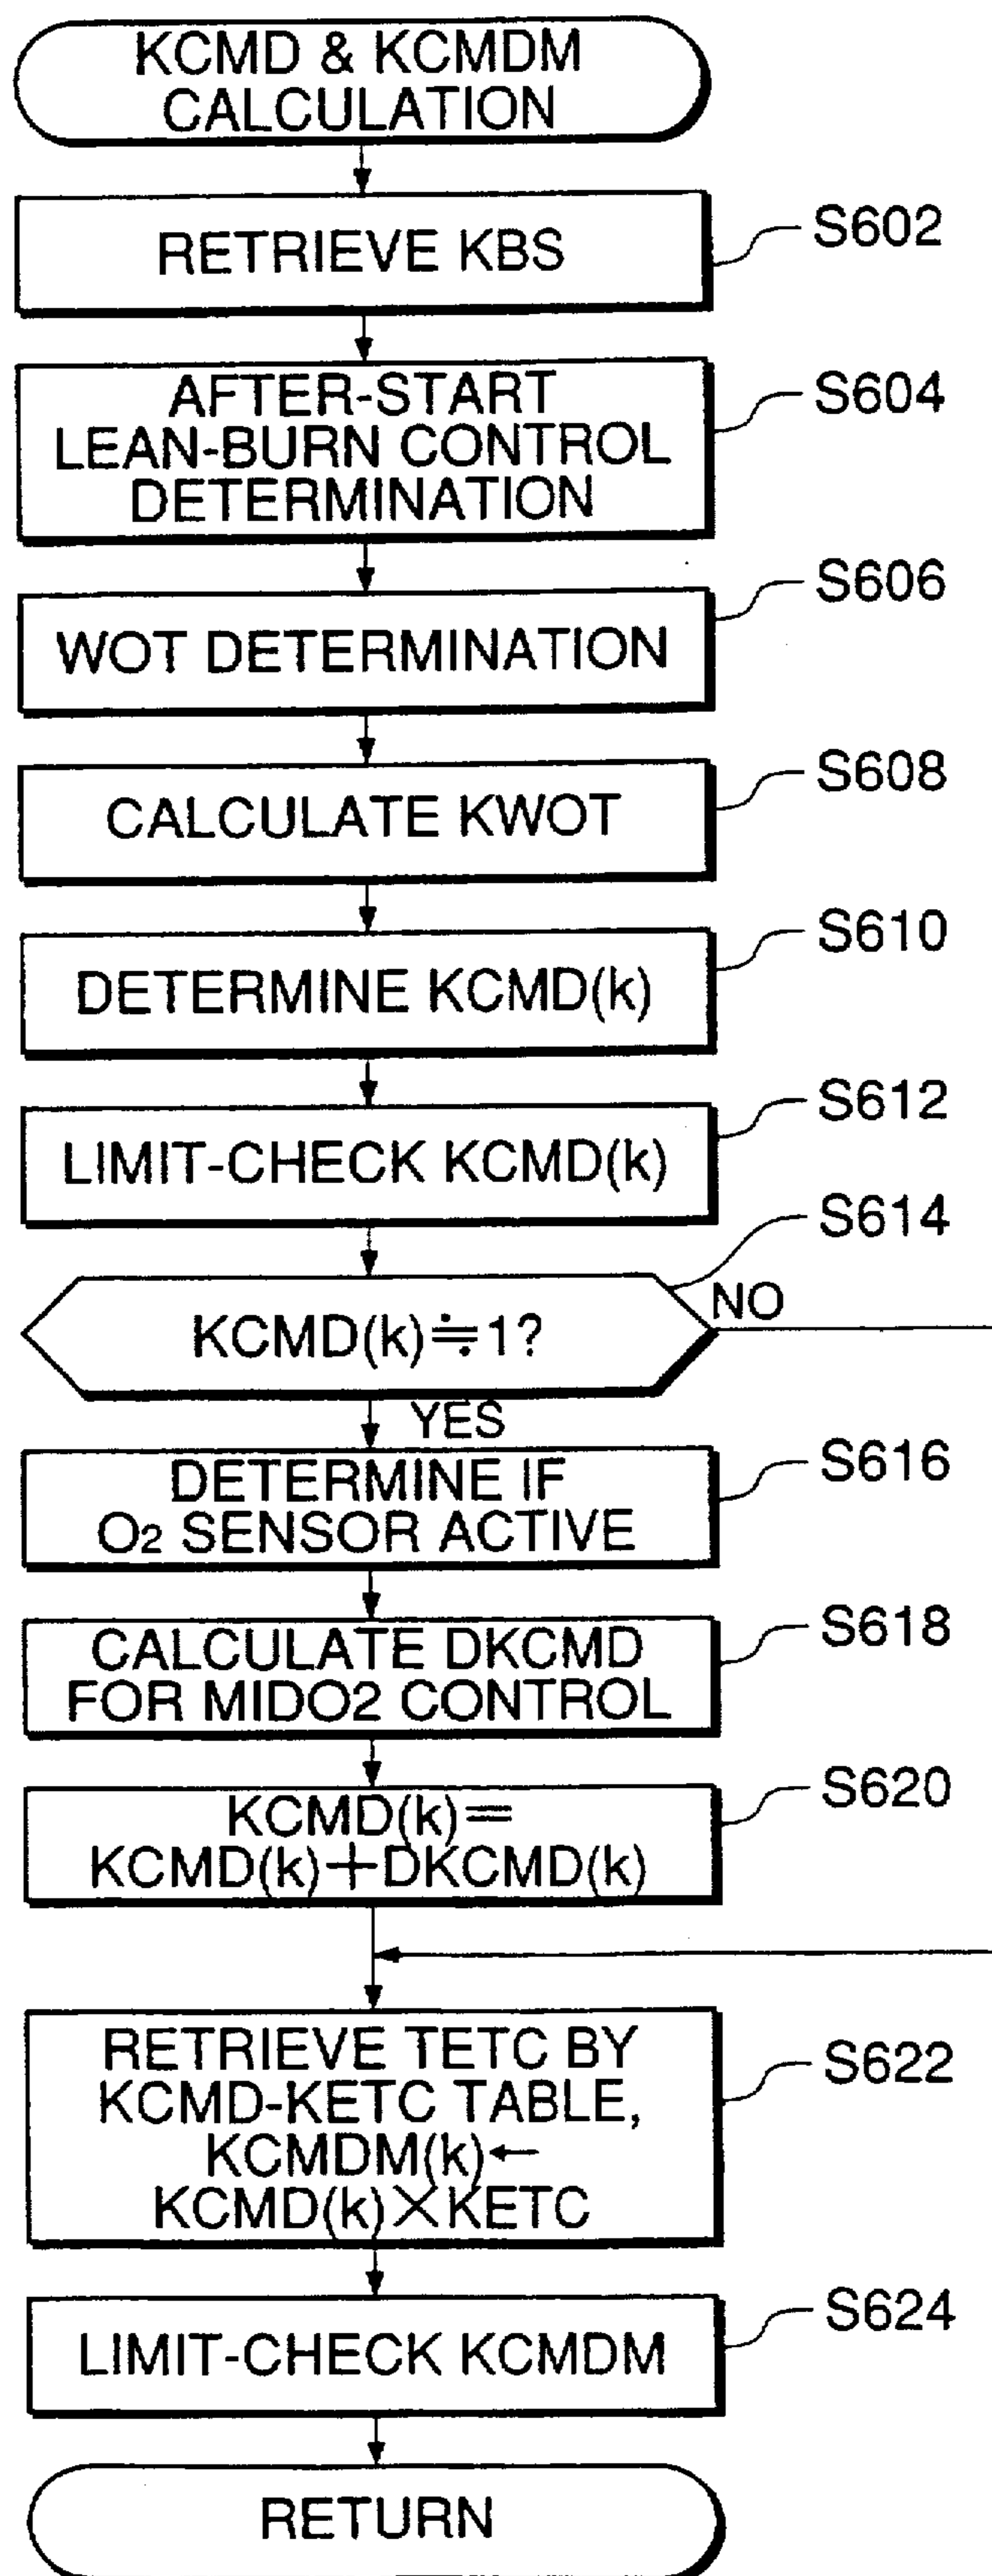 KCMD & KCMDM
CALCULATION
RETRIEVE KBS
S602
AFTER-START
LEAN-BURN CONTROL
DETERMINATION
S604
WOT DETERMINATION
S606
CALCULATE KWOT
S608
DETERMINE KCMD(k)
S610
LIMIT-CHECK KCMD(k)
S612
KCMD(k)≒1?
S614
NO
YES
DETERMINE IF
O2 SENSOR ACTIVE
S616
CALCULATE DKCMD
FOR MIDO2 CONTROL
S618
KCMD(k)=
KCMD(k)+DKCMD(k)
S620
RETRIEVE TETC BY
KCMD-KETC TABLE,
KCMDM(k)←
KCMD(k)×KETC
S622
LIMIT-CHECK KCMDM
S624
RETURN